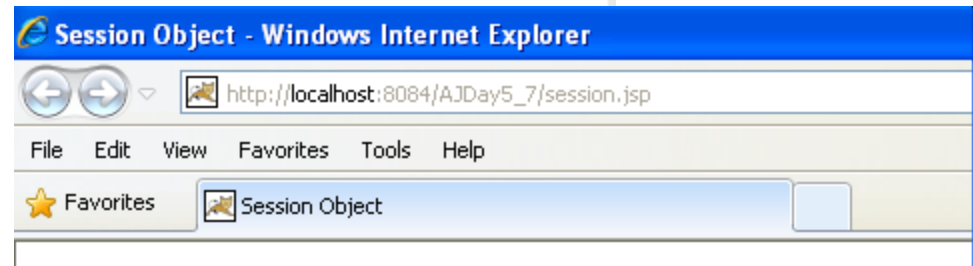 Session Object - Windows Internet Explorer
http://localhost:8084/AJDay5_7/session.jsp
File Edit View Favorites Tools Help
Favorites Session Object